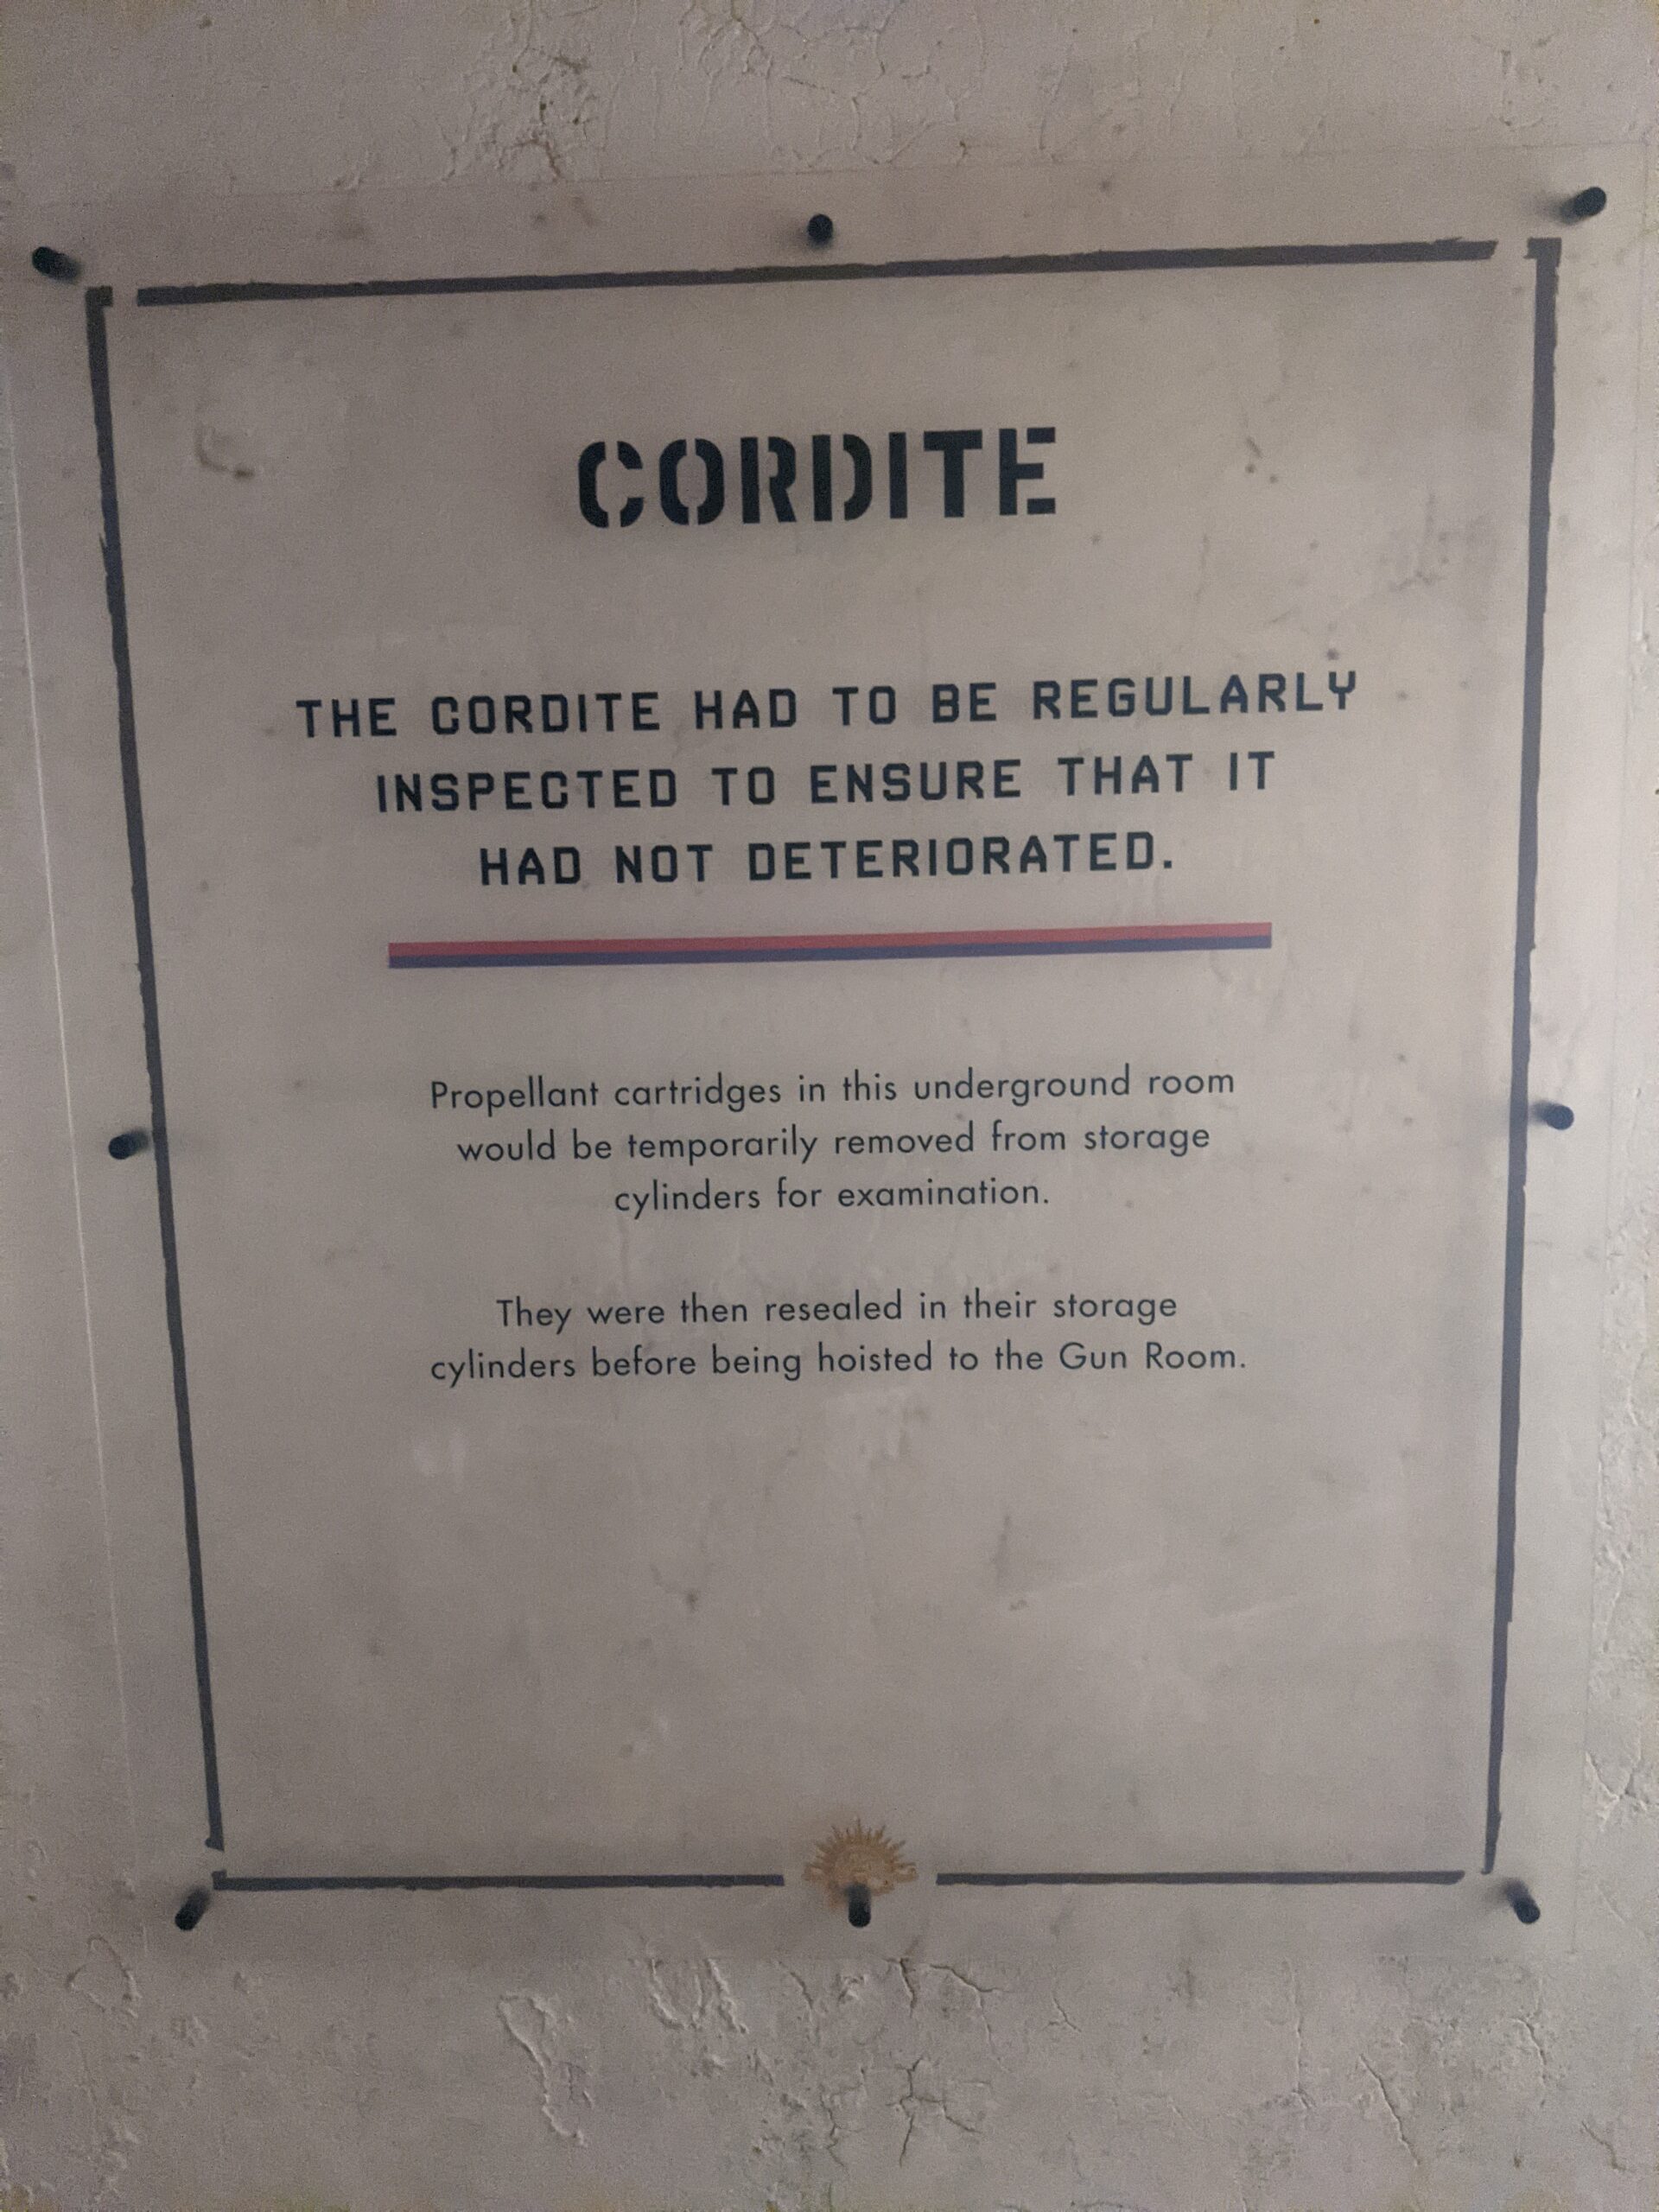 CORDITE
THE CORDITE HAD TO BE REGULARLY
INSPECTED TO ENSURE THAT IT
HAD NOT DETERIORATED.
Propellant cartridges in this underground room
would be temporarily removed from storage
cylinders for examination.
They were then resealed in their storage
cylinders before being hoisted to the Gun Room.